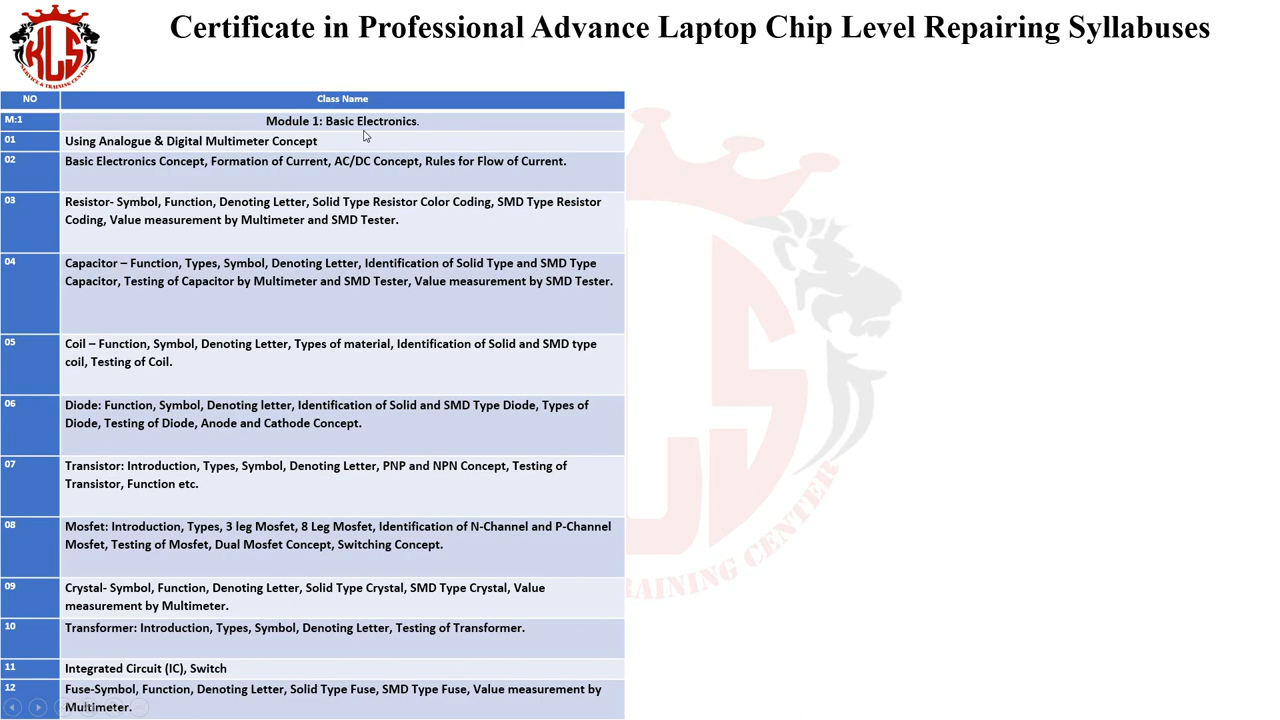 Certificate in Professional Advance Laptop Chip Level Repairing Syllabuses
KLS
SERVICE & TRAINING CENTER
NO Class Name
M:1 Module 1: Basic Electronics.
01 Using Analogue & Digital Multimeter Concept
02 Basic Electronics Concept, Formation of Current, AC/DC Concept, Rules for Flow of Current.
03 Resistor- Symbol, Function, Denoting Letter, Solid Type Resistor Color Coding, SMD Type Resistor
Coding, Value measurement by Multimeter and SMD Tester.
04 Capacitor – Function, Types, Symbol, Denoting Letter, Identification of Solid Type and SMD Type
Capacitor, Testing of Capacitor by Multimeter and SMD Tester, Value measurement by SMD Tester.
05 Coil – Function, Symbol, Denoting Letter, Types of material, Identification of Solid and SMD type
coil, Testing of Coil.
06 Diode: Function, Symbol, Denoting letter, Identification of Solid and SMD Type Diode, Types of
Diode, Testing of Diode, Anode and Cathode Concept.
07 Transistor: Introduction, Types, Symbol, Denoting Letter, PNP and NPN Concept, Testing of
Transistor, Function etc.
08 Mosfet: Introduction, Types, 3 leg Mosfet, 8 Leg Mosfet, Identification of N-Channel and P-Channel
Mosfet, Testing of Mosfet, Dual Mosfet Concept, Switching Concept.
09 Crystal- Symbol, Function, Denoting Letter, Solid Type Crystal, SMD Type Crystal, Value
measurement by Multimeter.
10 Transformer: Introduction, Types, Symbol, Denoting Letter, Testing of Transformer.
11 Integrated Circuit (IC), Switch
12 Fuse-Symbol, Function, Denoting Letter, Solid Type Fuse, SMD Type Fuse, Value measurement by
Multimeter.
RAINING CENTER